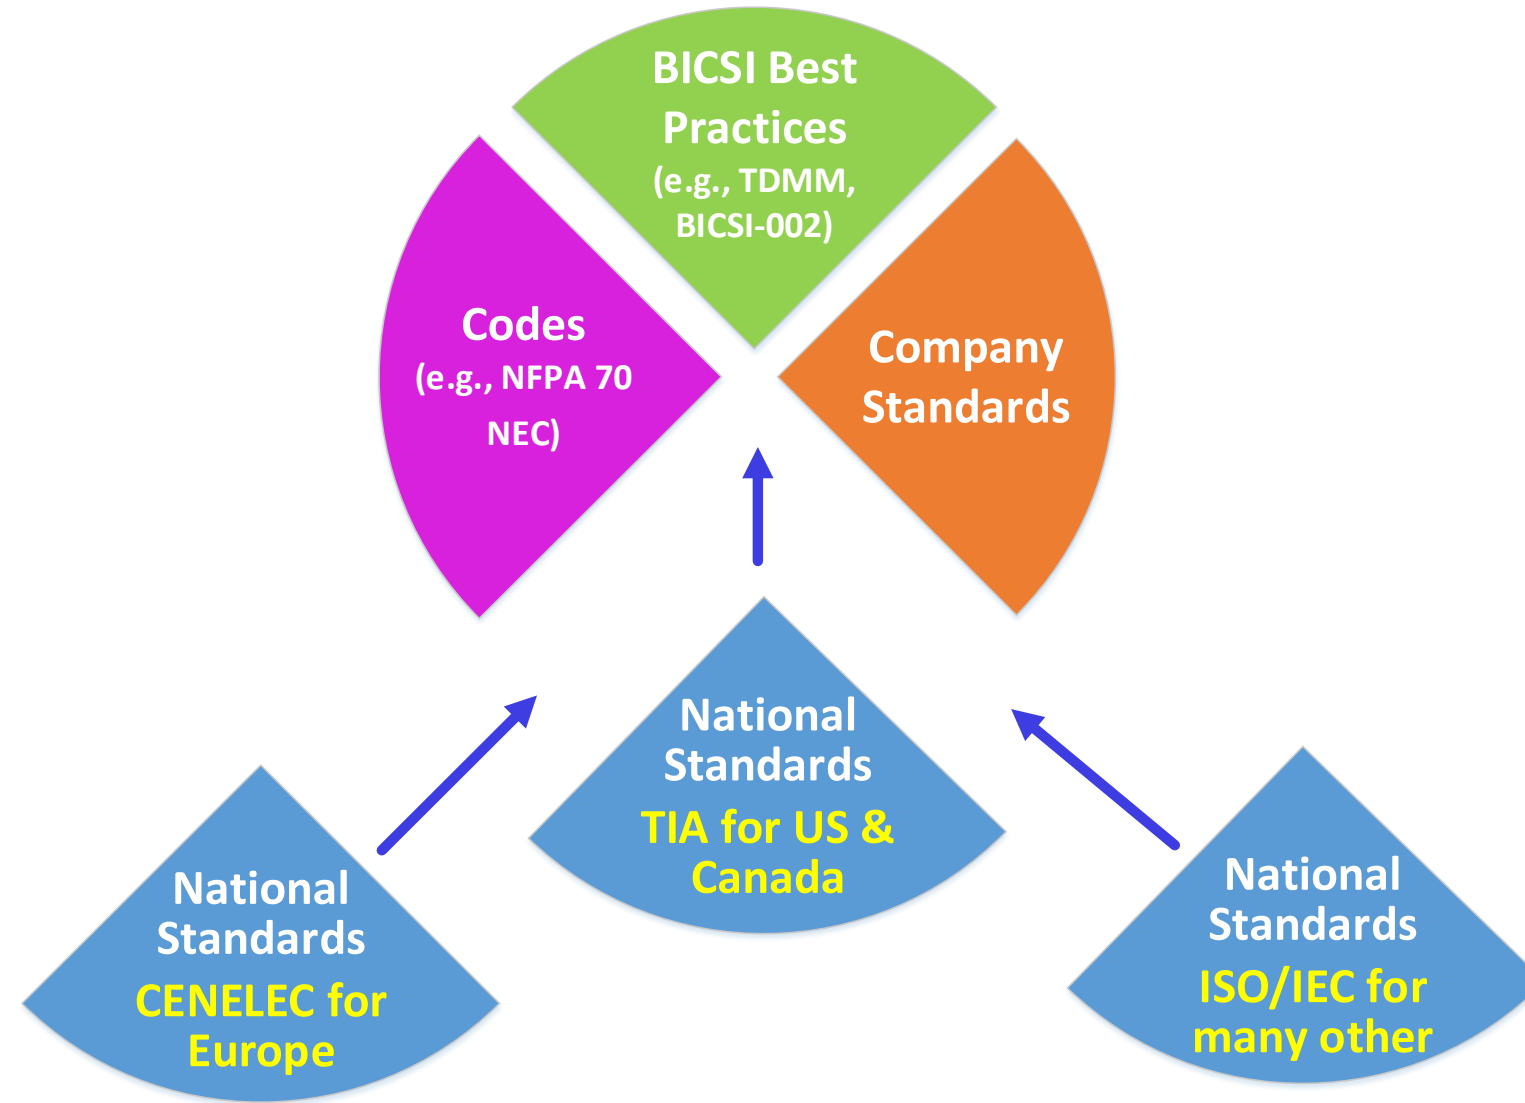 BICSI Best
Practices
(e.g., TDMM,
BICSI-002)
Codes
(e.g., NFPA 70
NEC)
Company
Standards
National
Standards
TIA for US &
Canada
National
Standards
CENELEC for
Europe
National
Standards
ISO/IEC for
many other